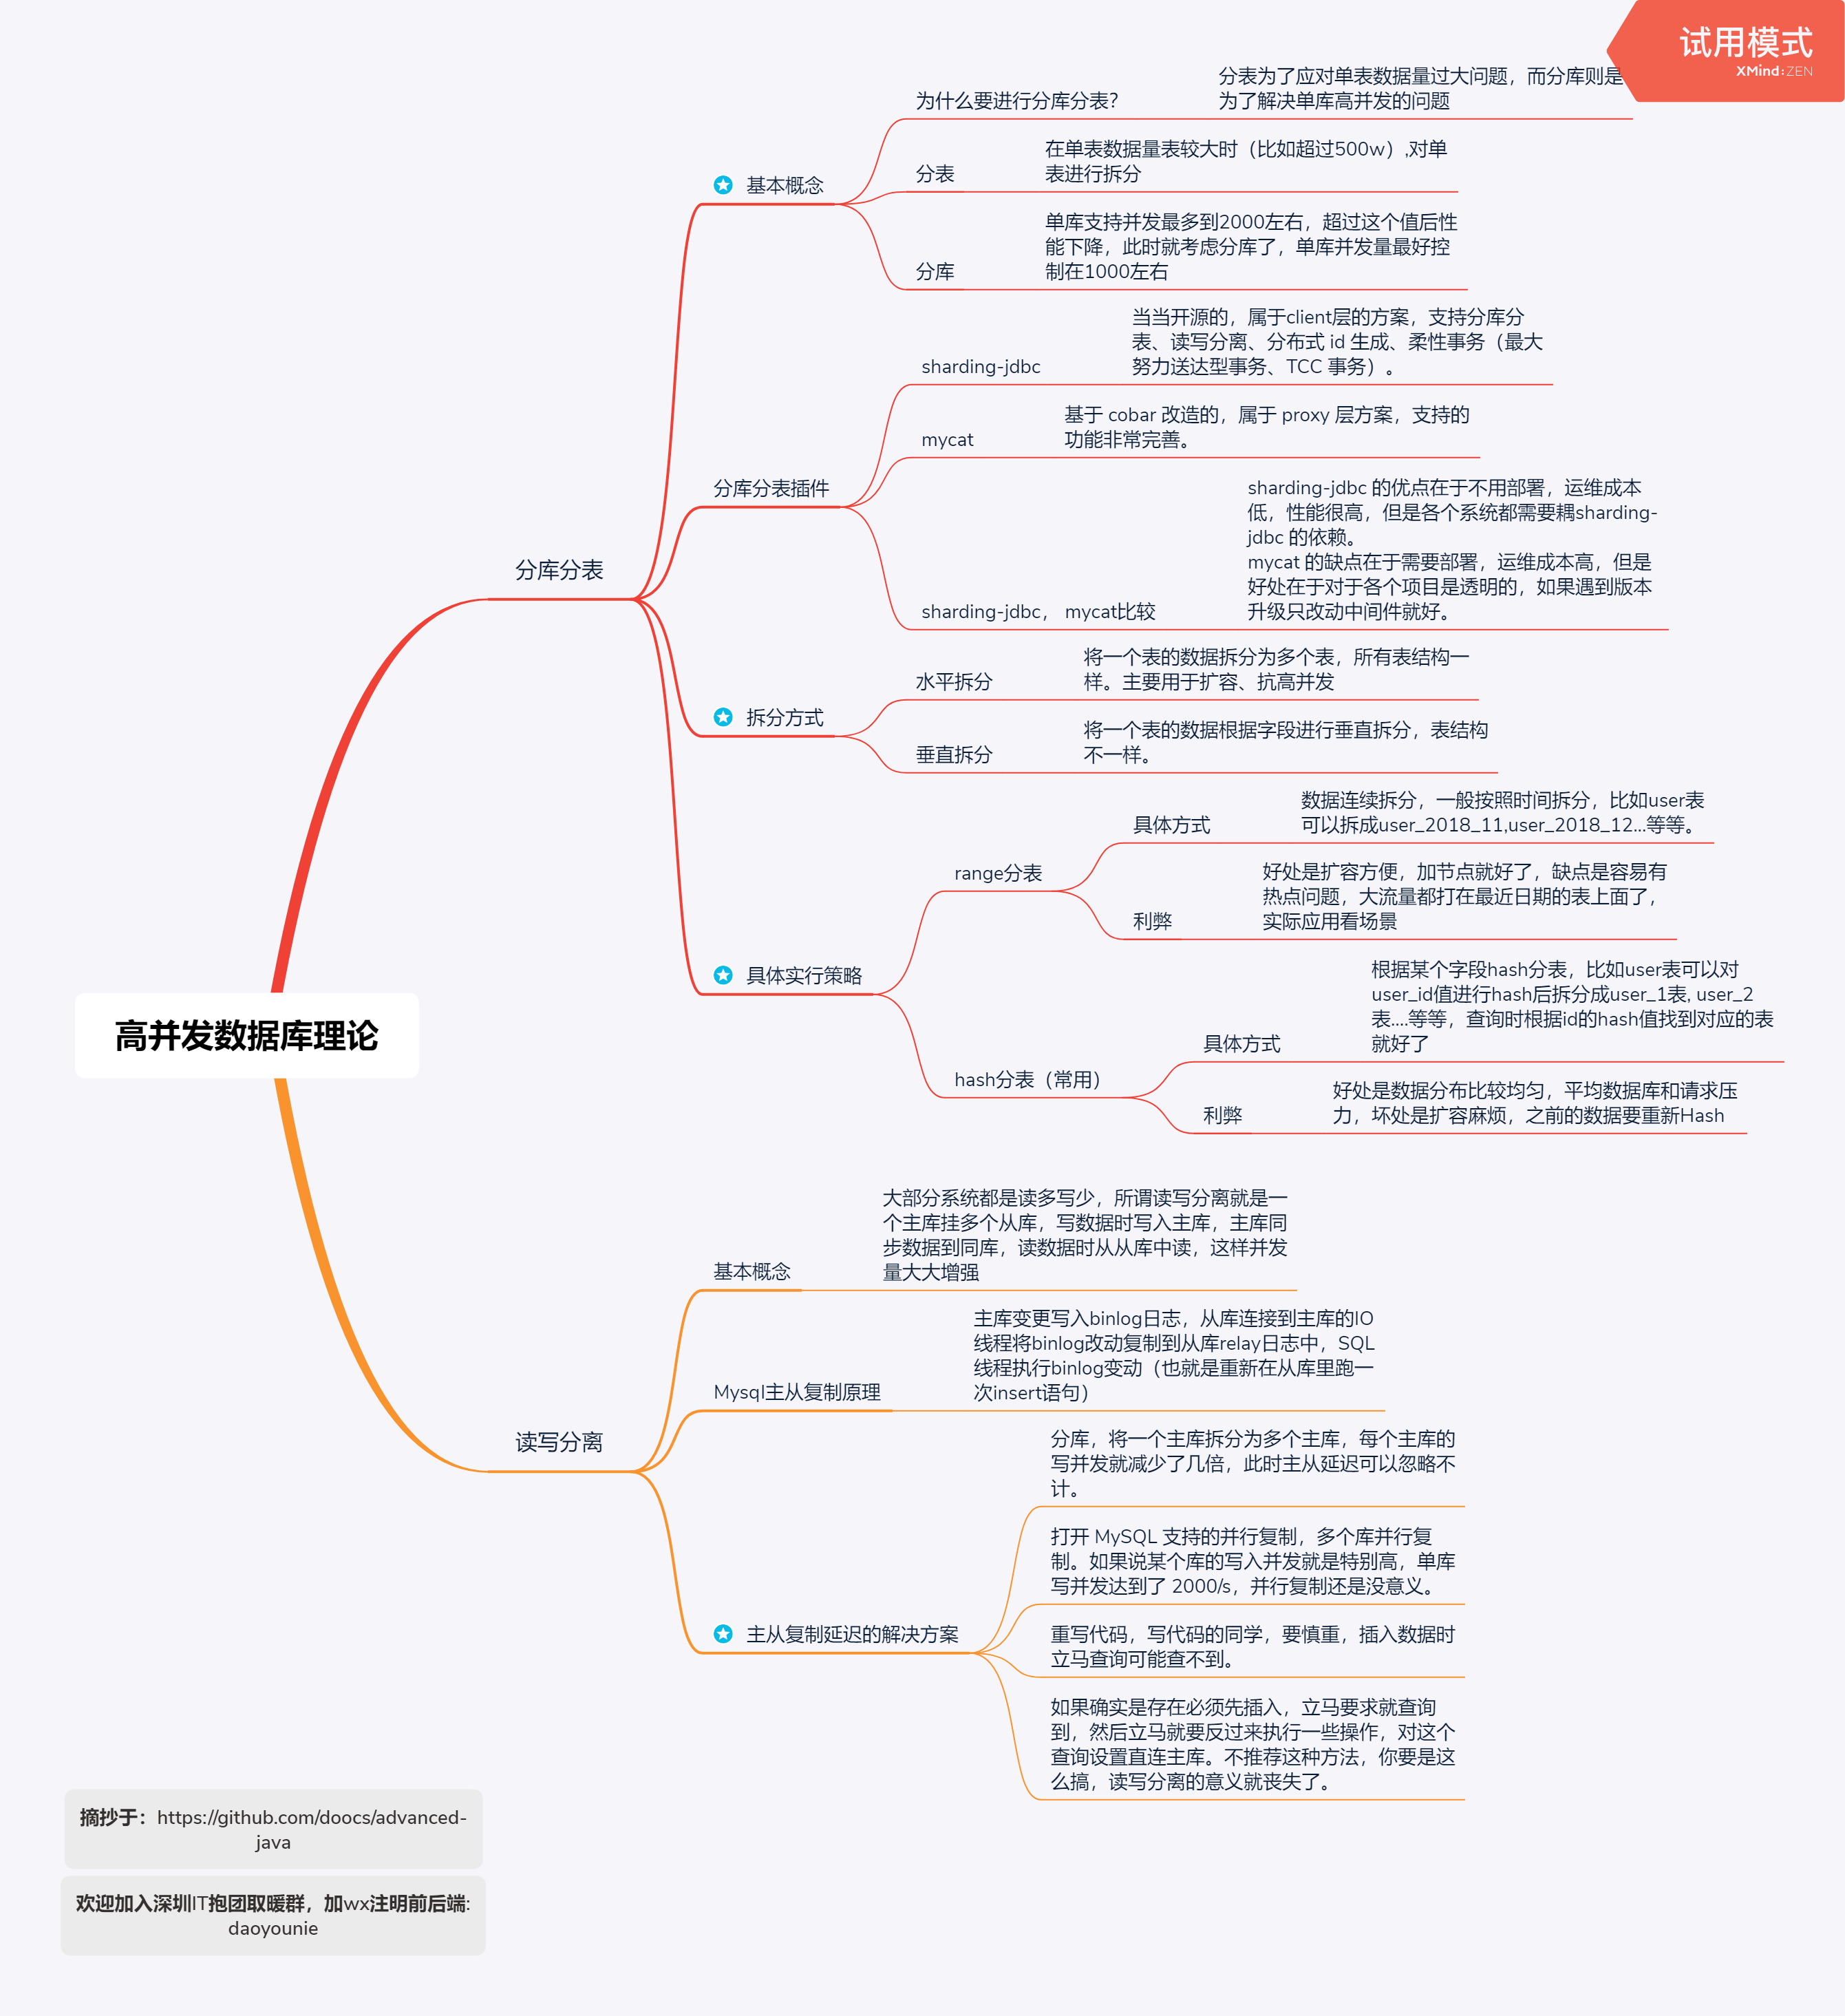 试用模式
XMind:ZEN
高并发数据库理论
分库分表
基本概念
为什么要进行分库分表？
分表为了应对单表数据量过大问题，而分库则是
为了解决单库高并发的问题
分表
在单表数据量表较大时（比如超过500w）,对单
表进行拆分
分库
单库支持并发最多到2000左右，超过这个值后性
能下降，此时就考虑分库了，单库并发量最好控
制在1000左右
分库分表插件
sharding-jdbc
当当开源的，属于client层的方案，支持分库分
表、读写分离、分布式 id 生成、柔性事务（最大
努力送达型事务、TCC 事务）。
mycat
基于 cobar 改造的，属于 proxy 层方案，支持的
功能非常完善。
sharding-jdbc， mycat比较
sharding-jdbc 的优点在于不用部署，运维成本
低，性能很高，但是各个系统都需要耦sharding-
jdbc 的依赖。
mycat 的缺点在于需要部署，运维成本高，但是
好处在于对于各个项目是透明的，如果遇到版本
升级只改动中间件就好。
拆分方式
水平拆分
将一个表的数据拆分为多个表，所有表结构一
样。主要用于扩容、抗高并发
垂直拆分
将一个表的数据根据字段进行垂直拆分，表结构
不一样。
具体实行策略
range分表
具体方式
数据连续拆分，一般按照时间拆分，比如user表
可以拆成user_2018_11,user_2018_12...等等。
利弊
好处是扩容方便，加节点就好了，缺点是容易有
热点问题，大流量都打在最近日期的表上面了，
实际应用看场景
hash分表（常用）
具体方式
根据某个字段hash分表，比如user表可以对
user_id值进行hash后拆分成user_1表, user_2
表....等等，查询时根据id的hash值找到对应的表
就好了
利弊
好处是数据分布比较均匀，平均数据库和请求压
力，坏处是扩容麻烦，之前的数据要重新Hash
读写分离
基本概念
大部分系统都是读多写少，所谓读写分离就是一
个主库挂多个从库，写数据时写入主库，主库同
步数据到同库，读数据时从从库中读，这样并发
量大大增强
Mysql主从复制原理
主库变更写入binlog日志，从库连接到主库的IO
线程将binlog改动复制到从库relay日志中，SQL
线程执行binlog变动（也就是重新在从库里跑一
次insert语句）
主从复制延迟的解决方案
分库，将一个主库拆分为多个主库，每个主库的
写并发就减少了几倍，此时主从延迟可以忽略不
计。
打开 MySQL 支持的并行复制，多个库并行复
制。如果说某个库的写入并发就是特别高，单库
写并发达到了 2000/s，并行复制还是没意义。
重写代码，写代码的同学，要慎重，插入数据时
立马查询可能查不到。
如果确实是存在必须先插入，立马要求就查询
到，然后立马就要反过来执行一些操作，对这个
查询设置直连主库。不推荐这种方法，你要是这
么搞，读写分离的意义就丧失了。
摘抄于：https://github.com/doocs/advanced-
java
欢迎加入深圳IT抱团取暖群，加wx注明前后端:
daoyounie